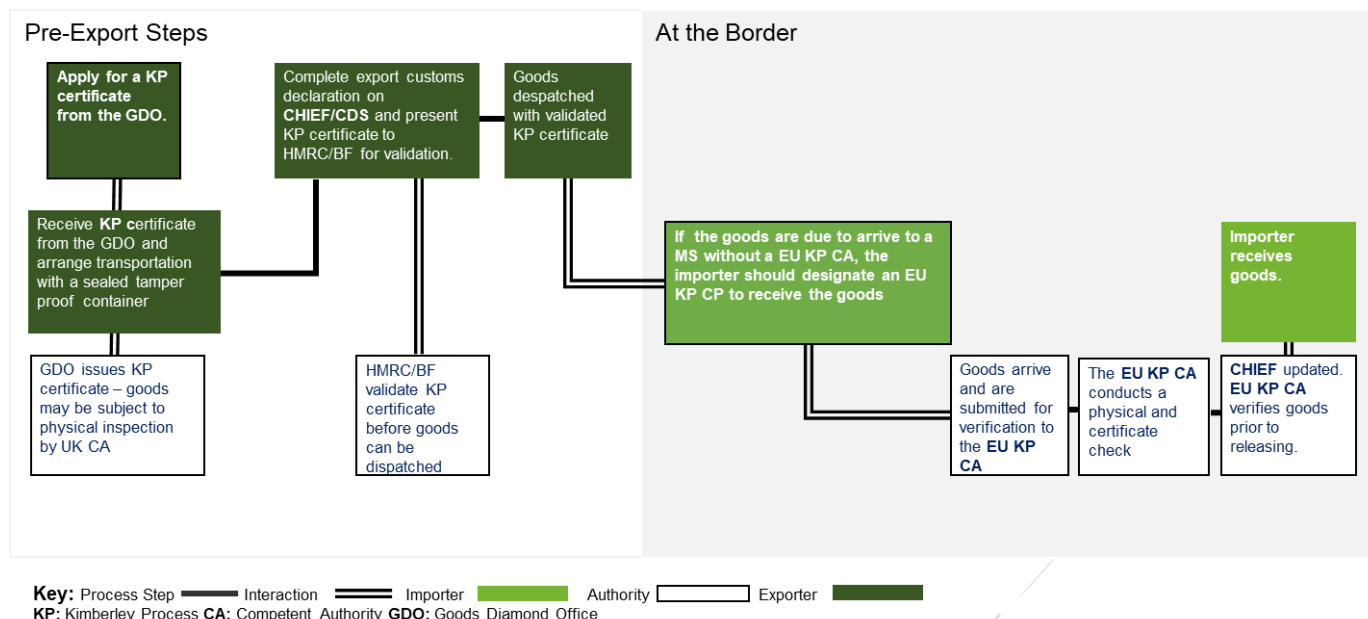 Pre-Export Steps
Apply for a KP
certificate
from the GDO.
Receive KP certificate
from the GDO and
arrange transportation
with a sealed tamper
proof container
GDO issues KP
certificate – goods
may be subject to
physical inspection
by UK CA
Complete export customs
declaration on
CHIEF/CDS and present
KP certificate to
HMRC/BF for validation.
HMRC/BF
validate KP
certificate
before goods
can be
dispatched
Goods
despatched
with validated
KP certificate
At the Border
If the goods are due to arrive to a
MS without a EU KP CA, the
importer should designate an EU
KP CP to receive the goods
Goods arrive
and are
submitted for
verification to
the EU KP
CA
The EU KP CA
conducts a
physical and
certificate
check
CHIEF updated.
EU KP CA
verifies goods
prior to
releasing.
Importer
receives
goods.
Key: Process Step Interaction Importer Authority Exporter
KP: Kimberley Process CA: Competent Authority GDO: Goods Diamond Office